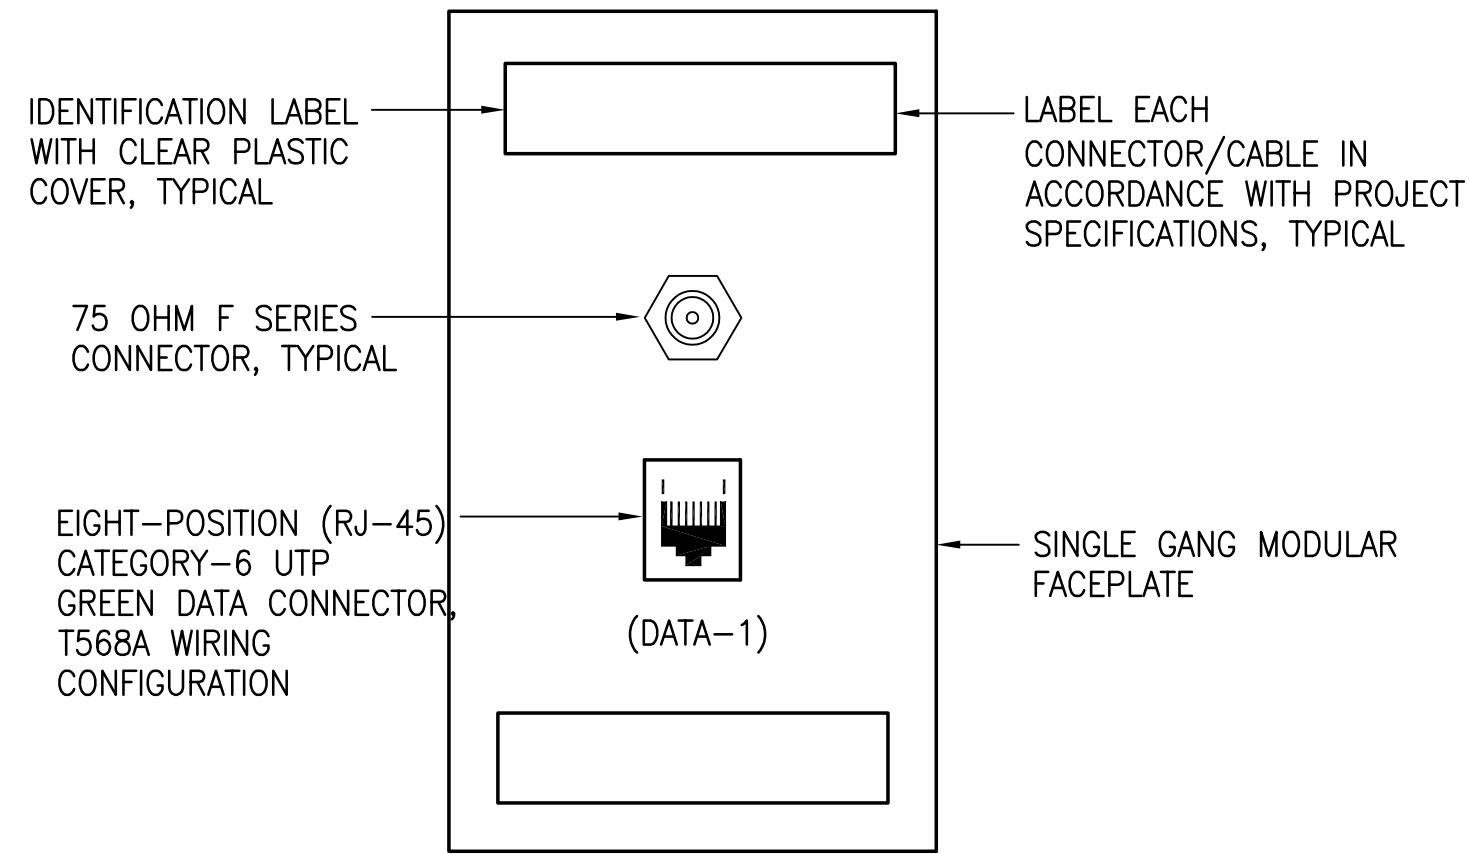 IDENTIFICATION LABEL
WITH CLEAR PLASTIC
COVER, TYPICAL
LABEL EACH
CONNECTOR/CABLE IN
ACCORDANCE WITH PROJECT
SPECIFICATIONS, TYPICAL
75 OHM F SERIES
CONNECTOR, TYPICAL
EIGHT-POSITION (RJ-45)
CATEGORY-6 UTP
GREEN DATA CONNECTOR,
T568A WIRING
CONFIGURATION
(DATA-1)
SINGLE GANG MODULAR
FACEPLATE